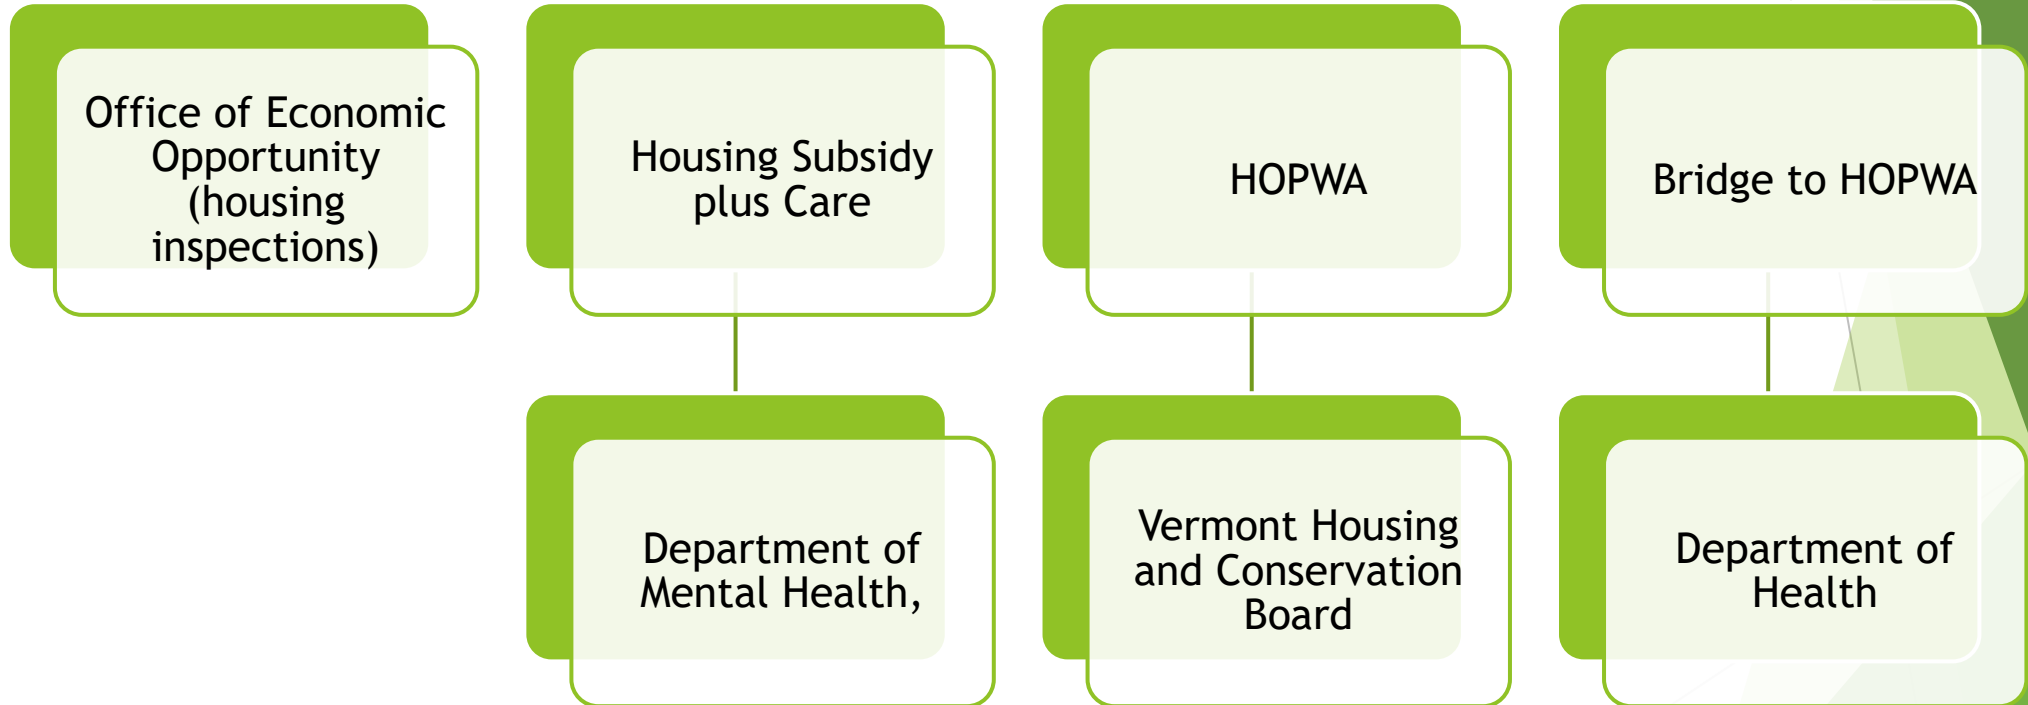 Office of Economic
Opportunity
(housing
inspections)
Housing Subsidy
plus Care
HOPWA
Bridge to HOPWA
Department of
Mental Health,
Vermont Housing
and Conservation
Board
Department of
Health